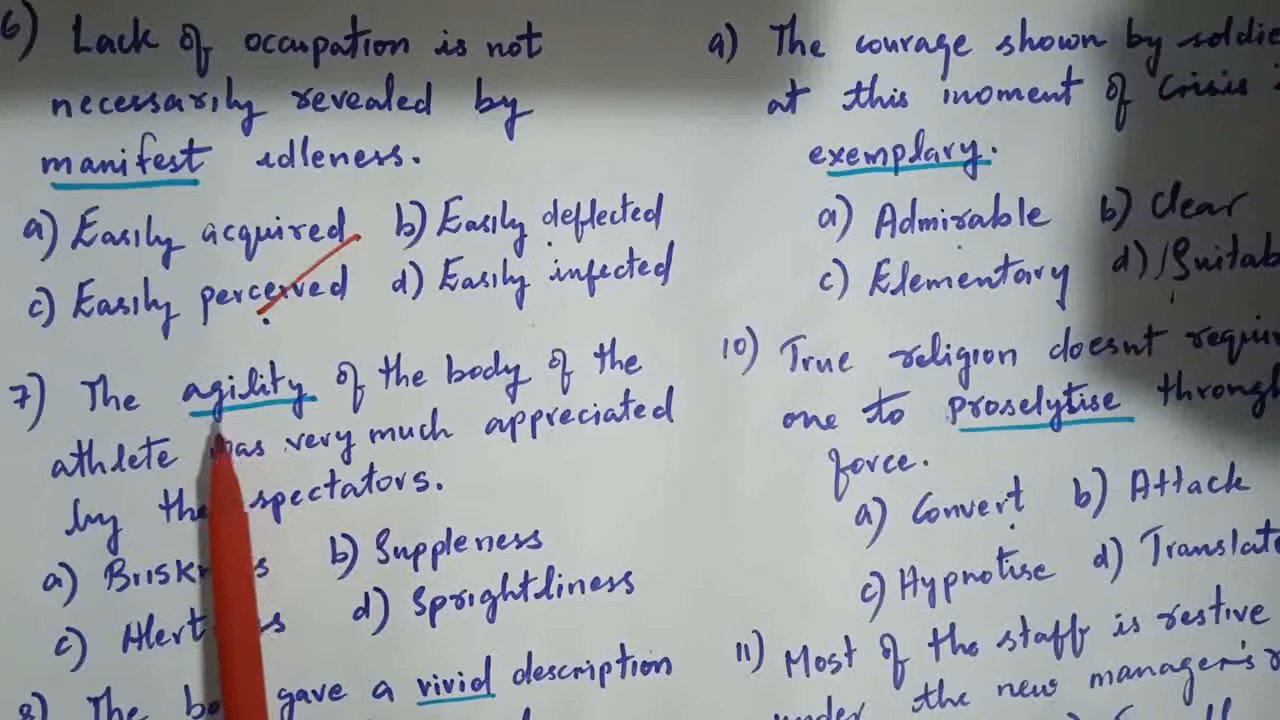 6) Lack of occupation is not
necessarily revealed by
manifest idleness.
a) Easily acquired b) Easily deflected
c) Easily perceived d) Easily infected
7) The agility of the body of the
athlete was very much appreciated
by the spectators.
a) b) Suppleness
c) d) Sprightliness
8) The gave a vivid description
9) The courage shown by
at this moment of crisis
exemplary.
a) Admirable b) Clear
c) Elementary d)
10) True religion doesnt
one to proselytise
force.
a) Convert b) Attack
c) Hypnotise d)
11) Most of the staff is restive
under the new manager's